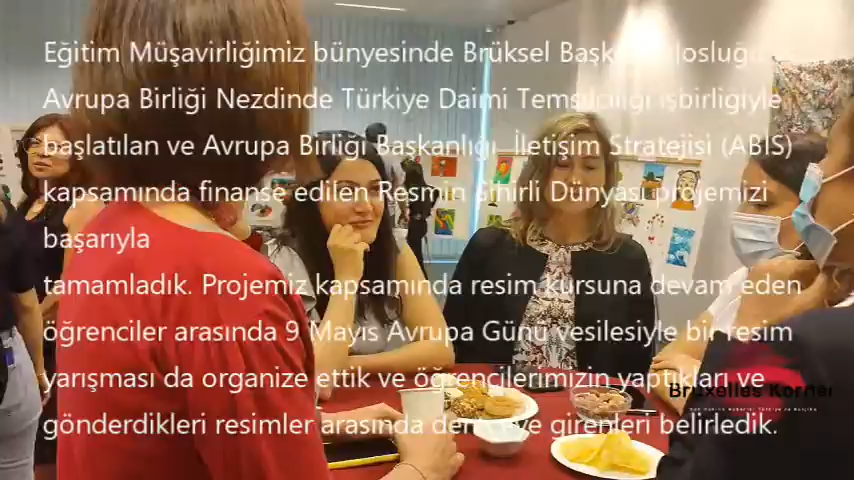 Eğitim Müşavirliğimiz bünyesinde Brüksel
Avrupa Birliği Nezdinde Türkiye Daimi Temsilciliği işbirliğiyle
başlatılan ve Avrupa Birliği Başkanlığı İletişim Stratejisi (ABIS)
kapsamında finanse edilen Resmin Sihirli Dünyası projemizi
başarıyla
tamamladık. Projemiz kapsamında resim kursuna devam eden
öğrenciler arasında 9 Mayıs Avrupa Günü vesilesiyle bir resim
yarışması da organize ettik ve öğrencilerimizin yaptıkları ve
gönderdikleri resimler arasında dereceye girenleri belirledik.
Bruxelles Korner